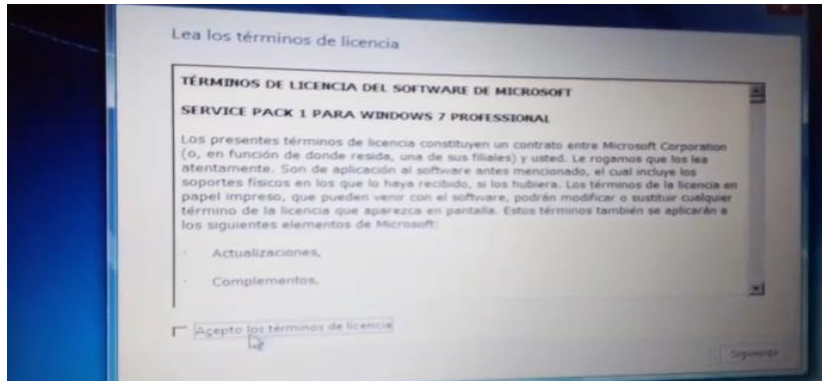 Lea los términos de licencia
TÉRMINOS DE LICENCIA DEL SOFTWARE DE MICROSOFT
SERVICE PACK 1 PARA WINDOWS 7 PROFESSIONAL
Los presentes términos de licencia constituyen un contrato entre Microsoft Corporation
(o, en función de donde resida, una de sus filiales) y usted. Le rogamos que los lea
atentamente. Son de aplicación al software antes mencionado, el cual incluye los
soportes físicos en los que lo haya recibido, si los hubiera. Los términos de la licencia en
papel impreso, que pueden venir con el software, podrán modificar o sustituir cualquier
término de la licencia que aparezca en pantalla. Estos términos también se aplicarán a
los siguientes elementos de Microsoft:
· Actualizaciones,
· Complementos,
Acepto los términos de licencia
Siguiente